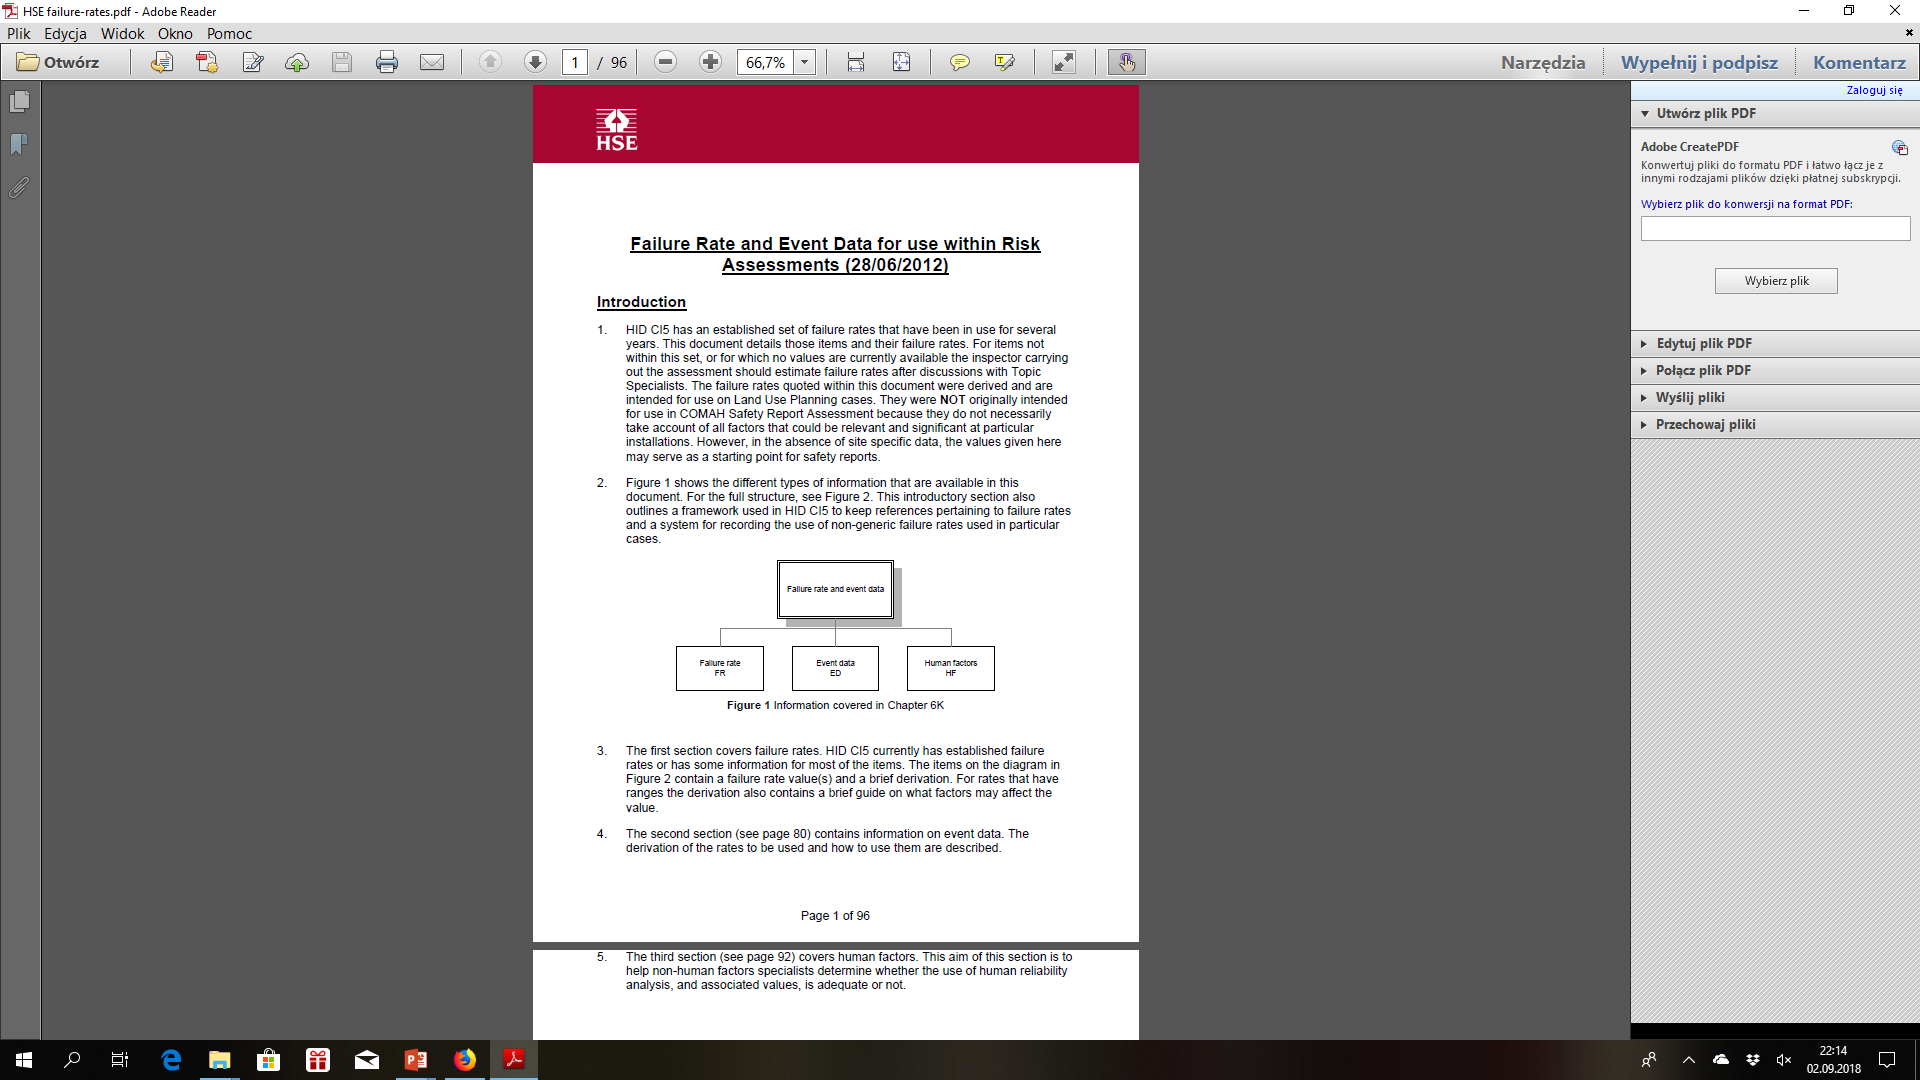 HSE failure-rates.pdf - Adobe Reader
Plik Edycja Widok Okno Pomoc
Otwórz 1 / 96 66,7% Narzędzia Wypełnij i podpisz Komentarz
Zaloguj się
Utwórz plik PDF
Adobe CreatePDF
Konwertuj pliki do formatu PDF i łatwo łącz je z
innymi rodzajami plików dzięki płatnej subskrypcji.
Wybierz plik do konwersji na format PDF:
Wybierz plik
Edytuj plik PDF
Połącz plik PDF
Wyślij pliki
Przechowaj pliki
HSE
Failure Rate and Event Data for use within Risk
Assessments (28/06/2012)
Introduction
1. HID CI5 has an established set of failure rates that have been in use for several
years. This document details those items and their failure rates. For items not
within this set, or for which no values are currently available the inspector carrying
out the assessment should estimate failure rates after discussions with Topic
Specialists. The failure rates quoted within this document were derived and are
intended for use on Land Use Planning cases. They were NOT originally intended
for use in COMAH Safety Report Assessment because they do not necessarily
take account of all factors that could be relevant and significant at particular
installations. However, in the absence of site specific data, the values given here
may serve as a starting point for safety reports.
2. Figure 1 shows the different types of information that are available in this
document. For the full structure, see Figure 2. This introductory section also
outlines a framework used in HID CI5 to keep references pertaining to failure rates
and a system for recording the use of non-generic failure rates used in particular
cases.
Failure rate and event data
Failure rate
FR
Event data
ED
Human factors
HF
Figure 1 Information covered in Chapter 6K
3. The first section covers failure rates. HID CI5 currently has established failure
rates or has some information for most of the items. The items on the diagram in
Figure 2 contain a failure rate value(s) and a brief derivation. For rates that have
ranges the derivation also contains a brief guide on what factors may affect the
value.
4. The second section (see page 80) contains information on event data. The
derivation of the rates to be used and how to use them are described.
Page 1 of 96
5. The third section (see page 92) covers human factors. This aim of this section is to
help non-human factors specialists determine whether the use of human reliability
analysis, and associated values, is adequate or not.
22:14
02.09.2018